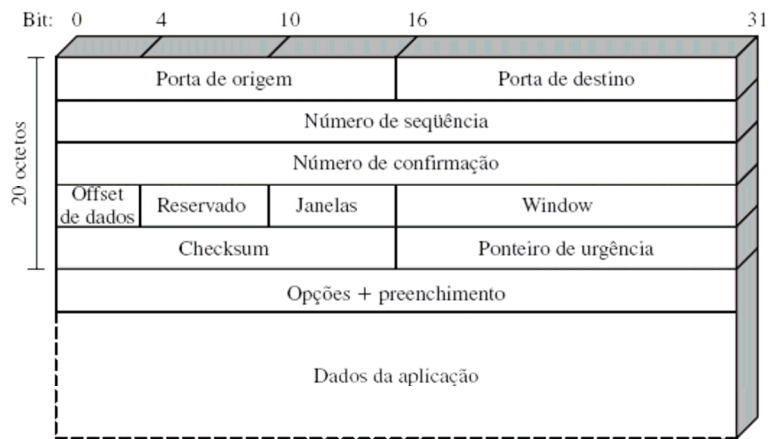 Bit: 0 4 10 16 31
Porta de origem Porta de destino
Número de seqüência
Número de confirmação
20 octetos
Offset
de dados Reservado Janelas Window
Checksum Ponteiro de urgência
Opções + preenchimento
Dados da aplicação